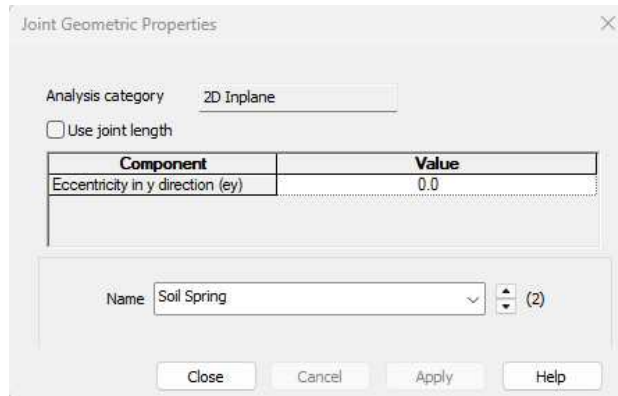 Joint Geometric Properties
Analysis category 2D Inplane
Use joint length
Component Value
Eccentricity in y direction (ey) 0.0
Name Soil Spring (2)
Close Cancel Apply Help